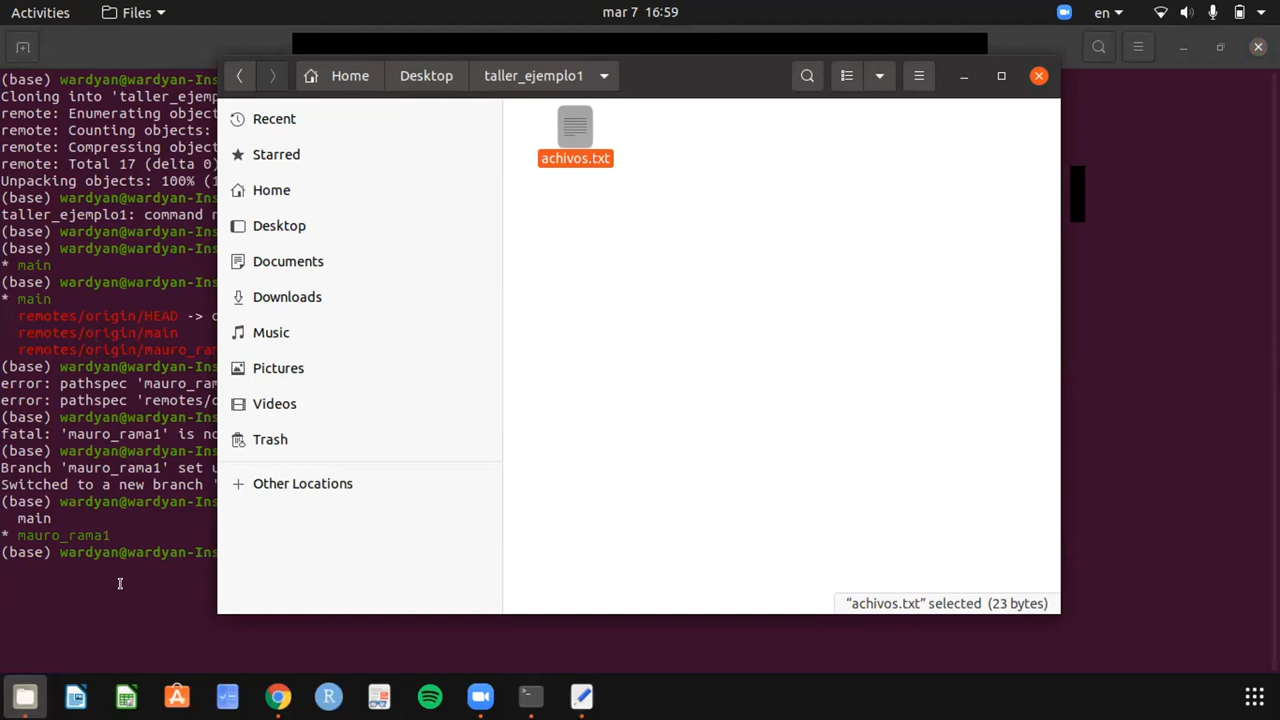 Activities
Files
mar 7 16:59
en
Home
Desktop
taller_ejemplo1
(base) wardyan@wardyan-Ins
Cloning into 'taller_ejemp
remote: Enumerating object
remote: Counting objects:
remote: Compressing object
remote: Total 17 (delta 0)
Unpacking objects: 100% (1
(base) wardyan@wardyan-Ins
taller_ejemplo1: command n
(base) wardyan@wardyan-Ins
(base) wardyan@wardyan-Ins
* main
(base) wardyan@wardyan-Ins
* main
remotes/origin/HEAD -> o
remotes/origin/main
remotes/origin/mauro_ram
(base) wardyan@wardyan-Ins
error: pathspec 'mauro_ram
error: pathspec 'remotes/o
(base) wardyan@wardyan-Ins
fatal: 'mauro_rama1' is no
(base) wardyan@wardyan-Ins
Branch 'mauro_rama1' set u
Switched to a new branch '
(base) wardyan@wardyan-Ins
main
* mauro_rama1
(base) wardyan@wardyan-Ins
Recent
Starred
Home
Desktop
Documents
Downloads
Music
Pictures
Videos
Trash
Other Locations
achivos.txt
“achivos.txt” selected (23 bytes)